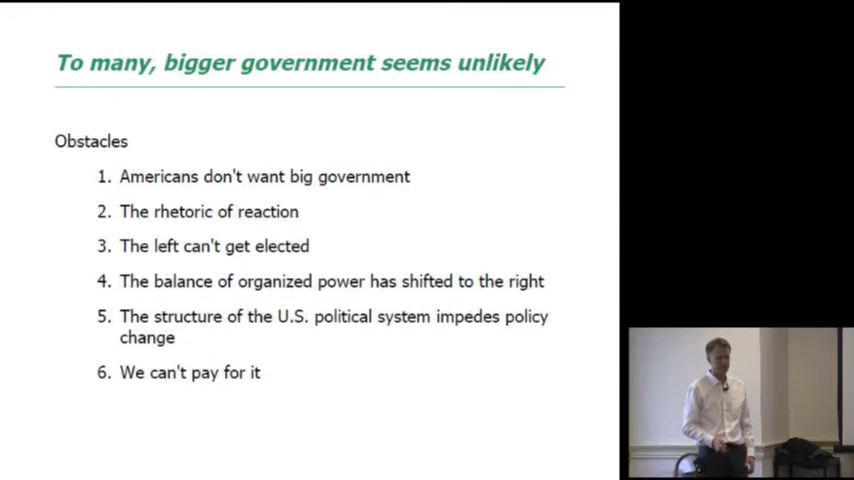 To many, bigger government seems unlikely
Obstacles
1. Americans don't want big government
2. The rhetoric of reaction
3. The left can't get elected
4. The balance of organized power has shifted to the right
5. The structure of the U.S. political system impedes policy
change
6. We can't pay for it